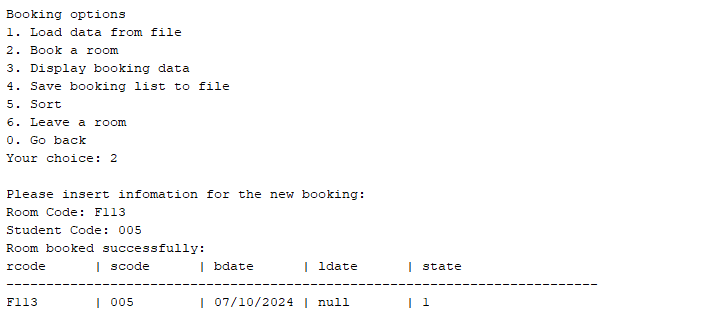 Booking options
1. Load data from file
2. Book a room
3. Display booking data
4. Save booking list to file
5. Sort
6. Leave a room
0. Go back
Your choice: 2
Please insert infomation for the new booking:
Room Code: F113
Student Code: 005
Room booked successfully:
rcode | scode | bdate | ldate | state
--------------------------------------------------------------------------
F113 | 005 | 07/10/2024 | null | 1